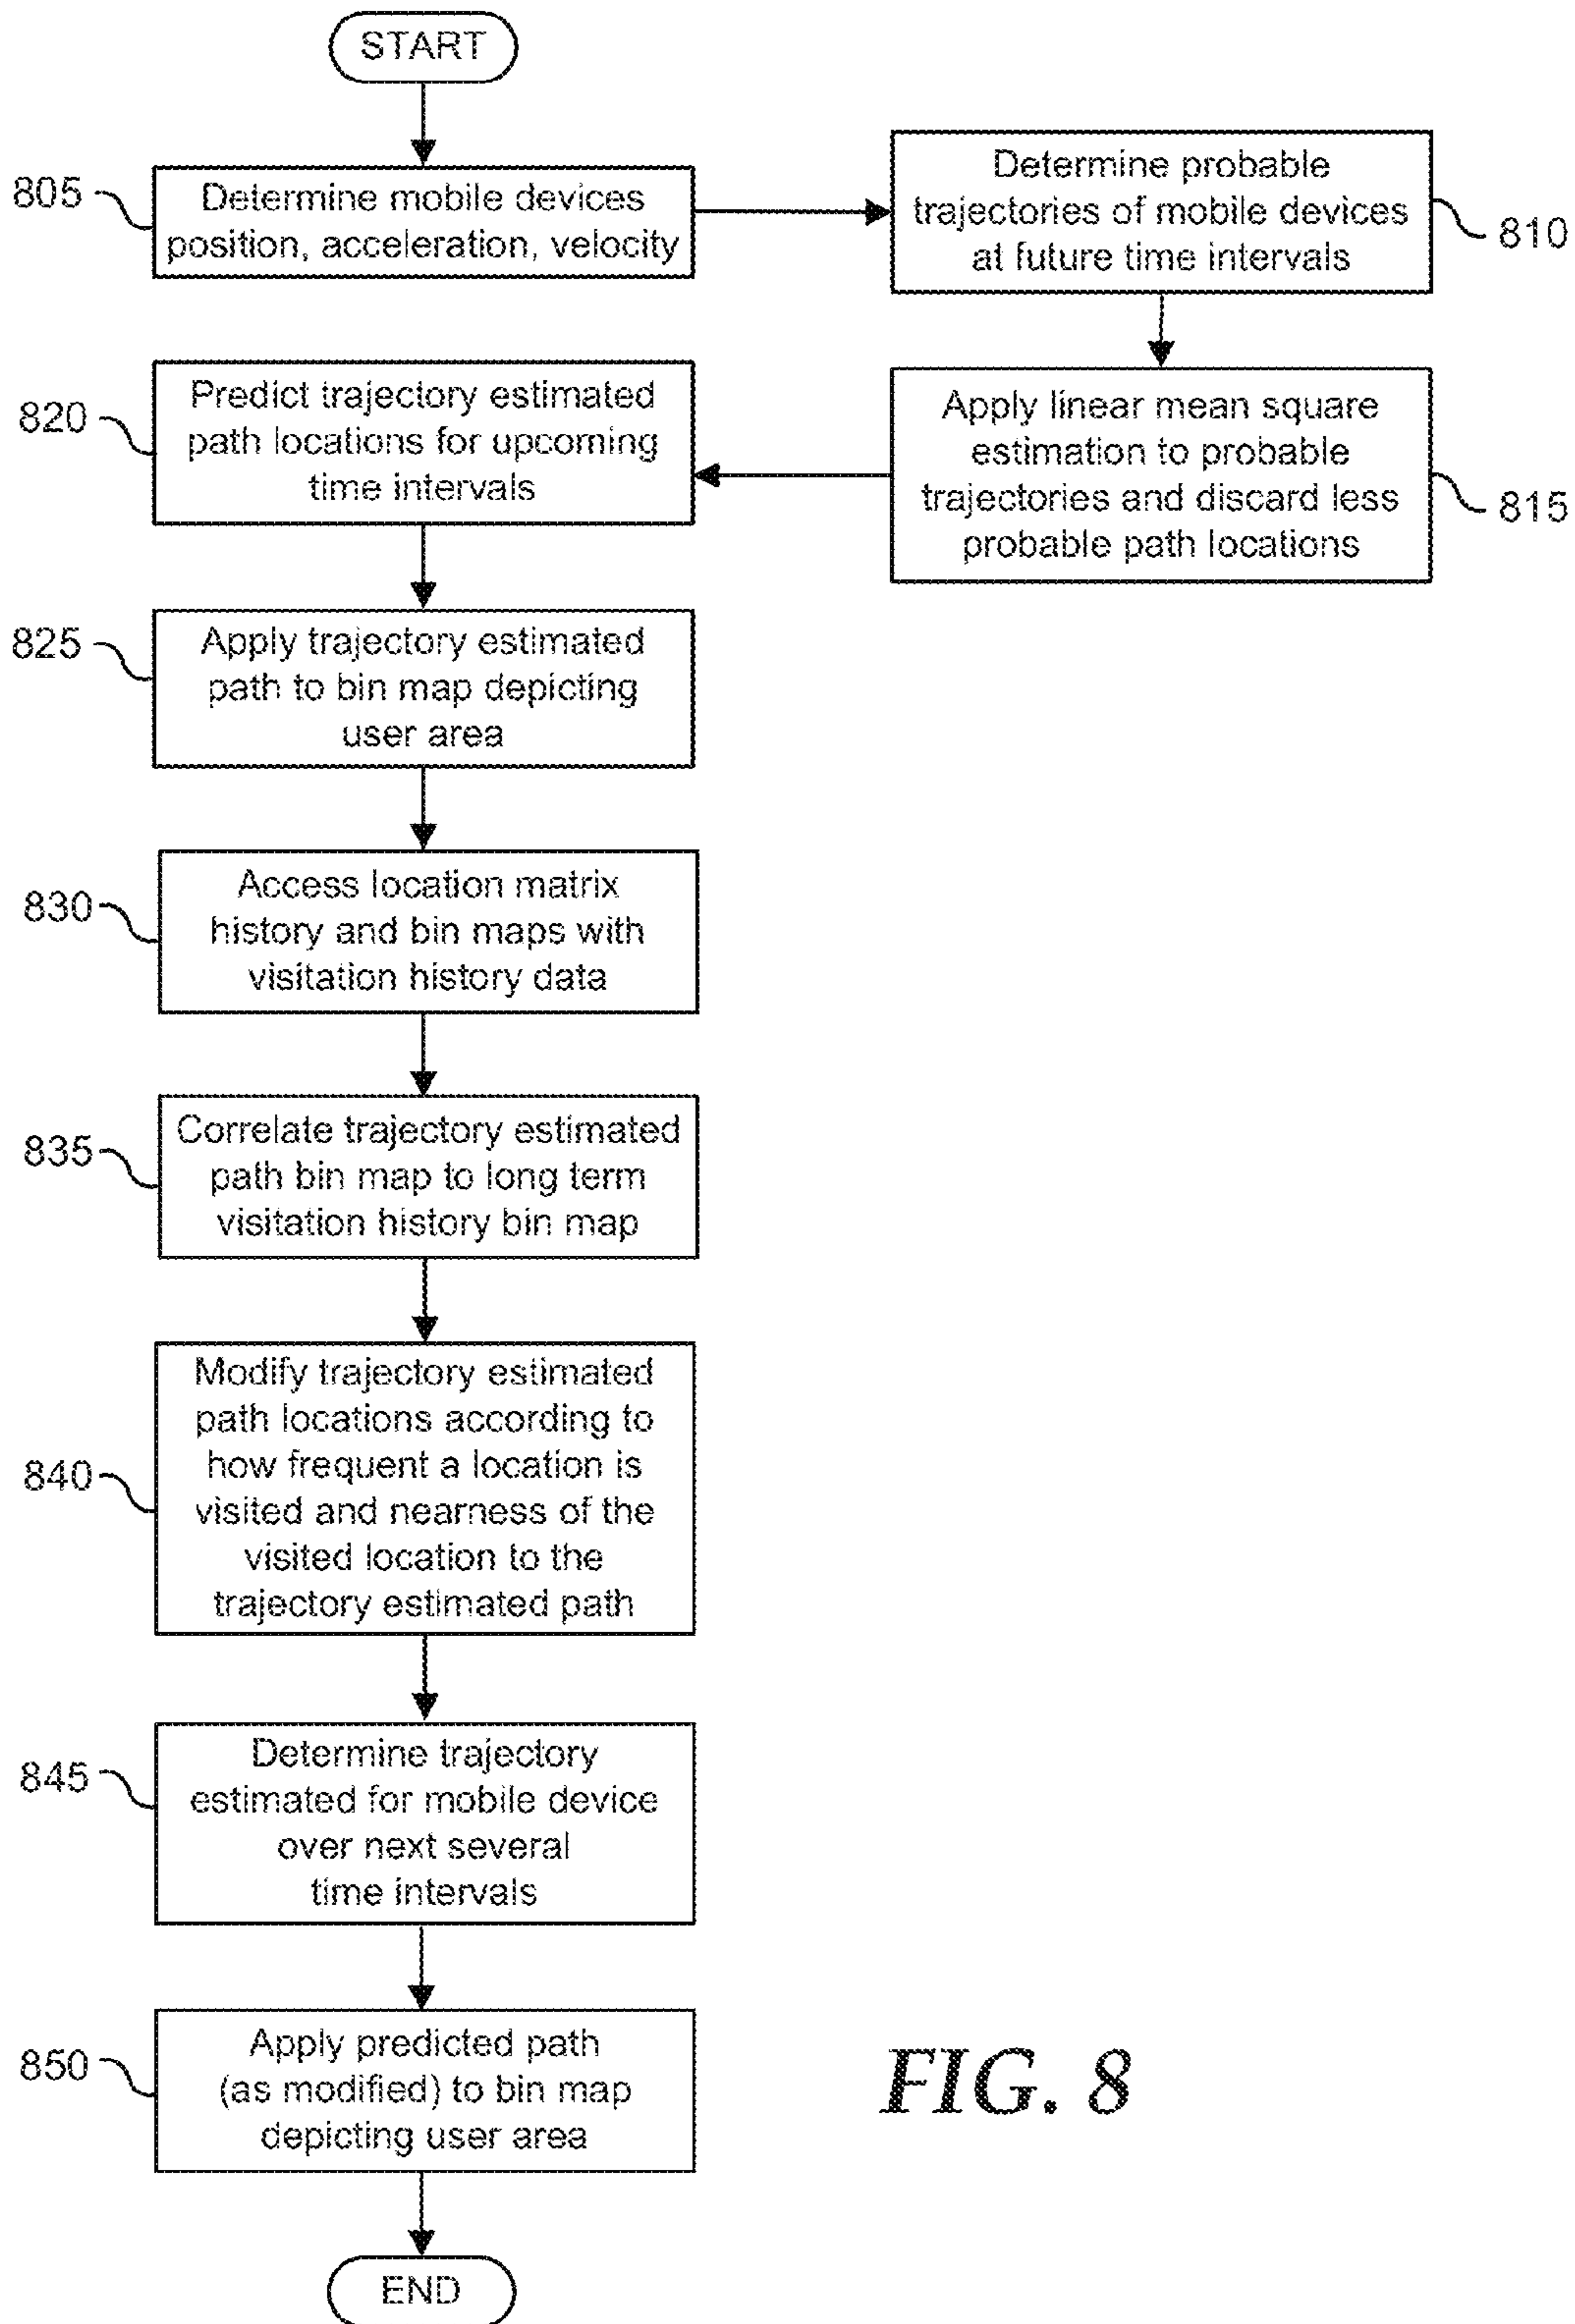 START
805
Determine mobile devices
position, acceleration, velocity
Determine probable
trajectories of mobile devices
at future time intervals
810
Apply linear mean square
estimation to probable
trajectories and discard less
probable path locations
815
820
Predict trajectory estimated
path locations for upcoming
time intervals
825
Apply trajectory estimated
path to bin map depicting
user area
830
Access location matrix
history and bin maps with
visitation history data
835
Correlate trajectory estimated
path bin map to long term
visitation history bin map
840
Modify trajectory estimated
path locations according to
how frequent a location is
visited and nearness of the
visited location to the
trajectory estimated path
845
Determine trajectory
estimated for mobile device
over next several
time intervals
850
Apply predicted path
(as modified) to bin map
depicting user area
END
FIG. 8